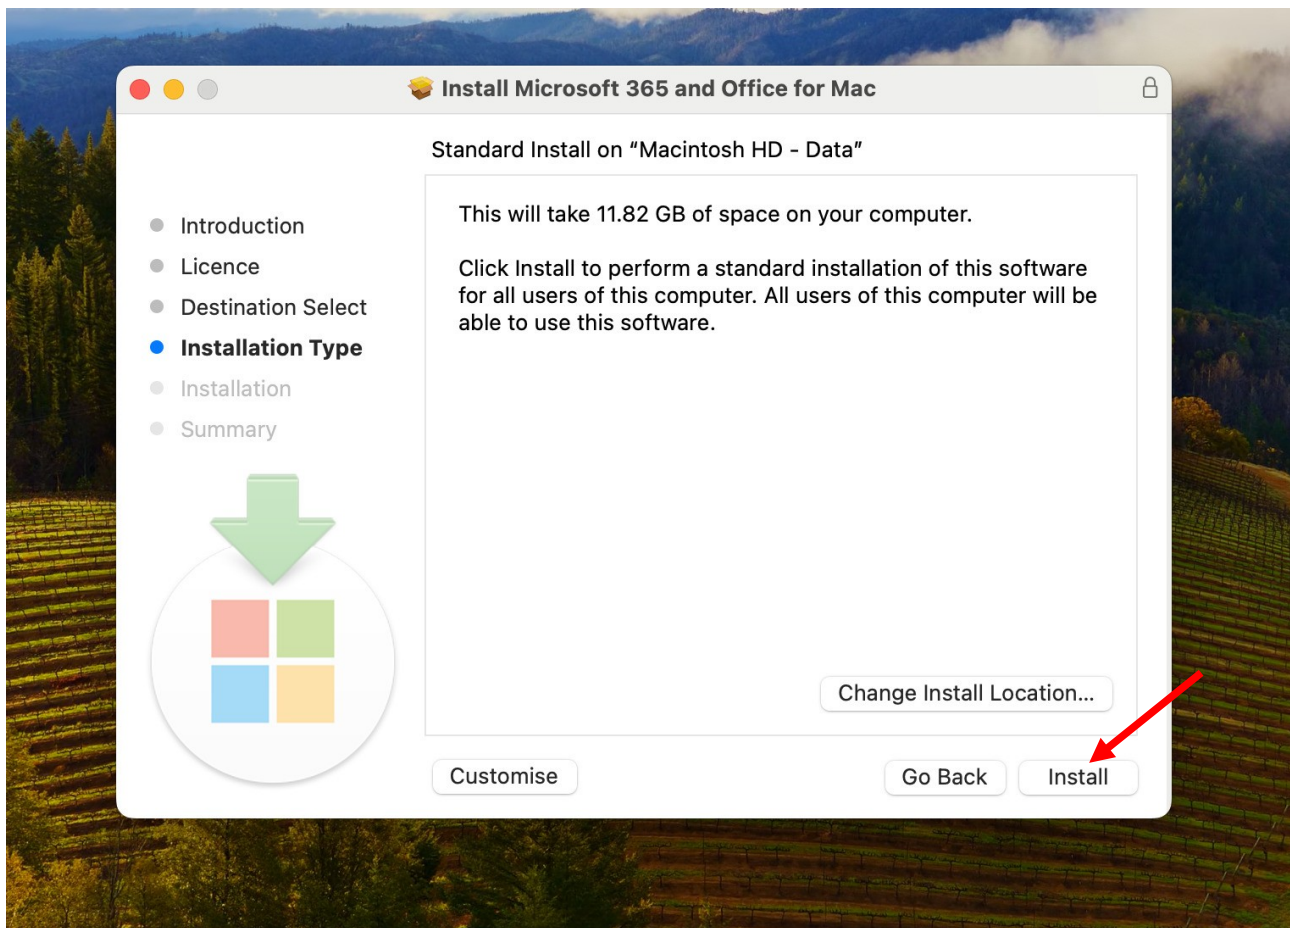 Install Microsoft 365 and Office for Mac
Standard Install on “Macintosh HD - Data”
Introduction
Licence
Destination Select
Installation Type
Installation
Summary
This will take 11.82 GB of space on your computer.
Click Install to perform a standard installation of this software
for all users of this computer. All users of this computer will be
able to use this software.
Change Install Location...
Customise
Go Back
Install